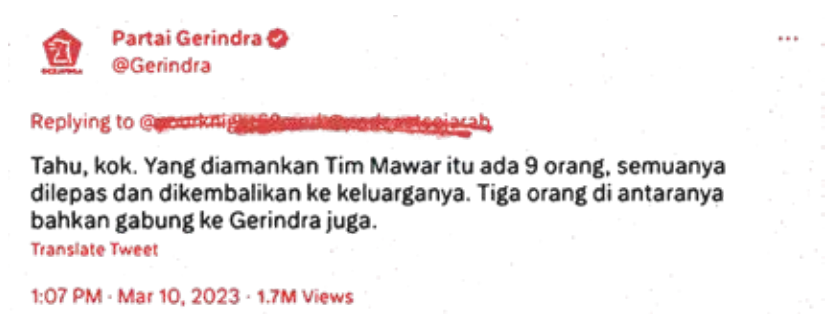 Partai Gerindra
@Gerindra
Replying to
Tahu, kok. Yang diamankan Tim Mawar itu ada 9 orang, semuanya
dilepas dan dikembalikan ke keluarganya. Tiga orang di antaranya
bahkan gabung ke Gerindra juga.
Translate Tweet
1:07 PM · Mar 10, 2023 · 1.7M Views